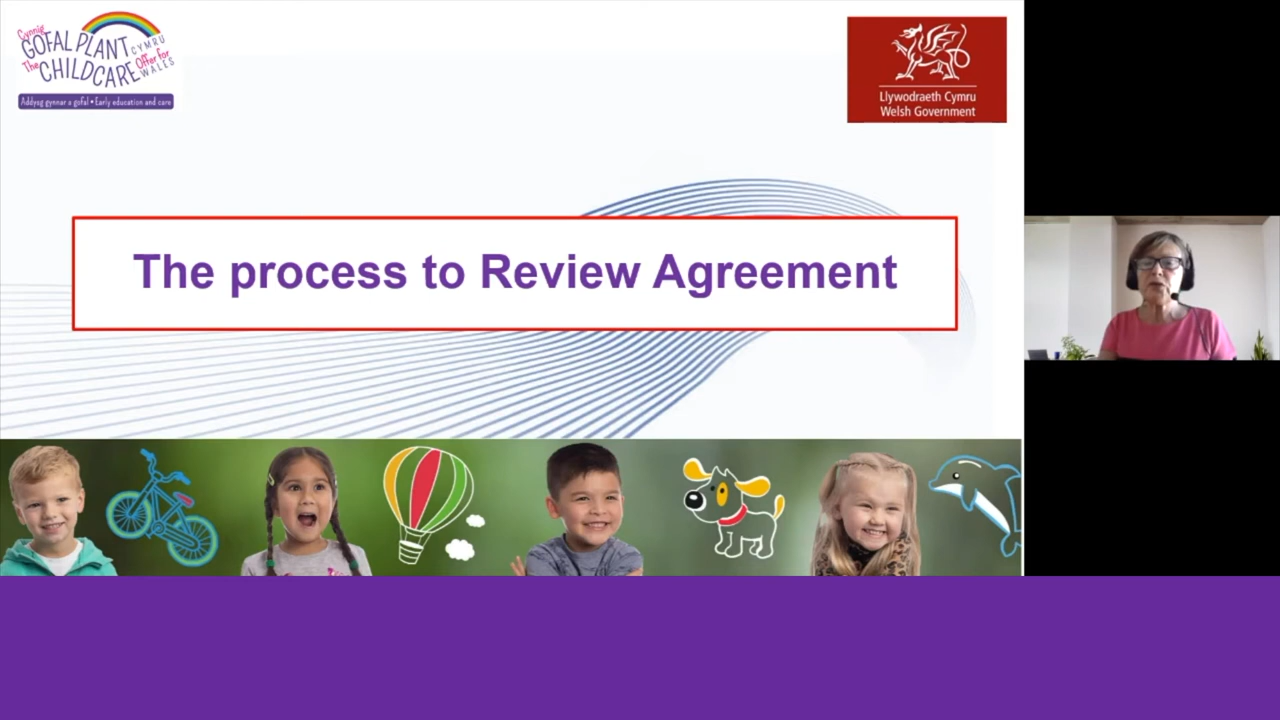 Cynnig
GOFAL PLANT
CYMRU
The
CHILDCARE
Offer for
WALES
Addysg gynnar a gofal • Early education and care
Llywodraeth Cymru
Welsh Government
The process to Review Agreement